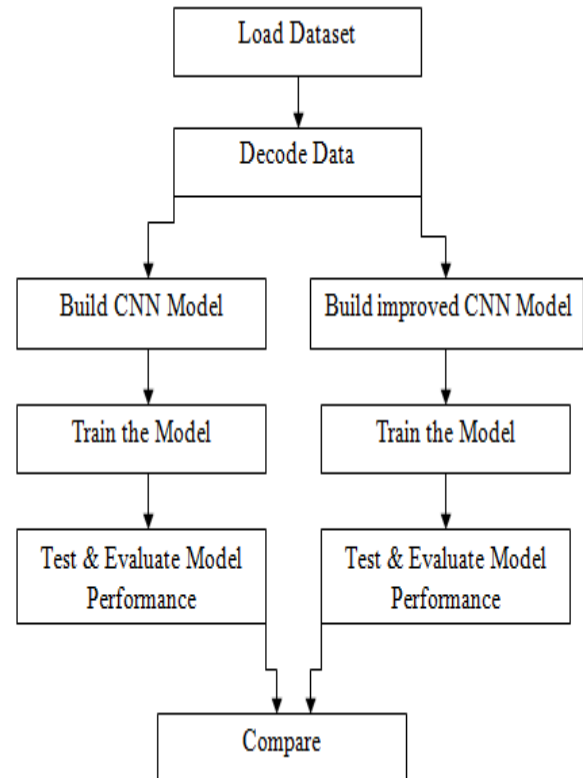 Load Dataset
Decode Data
Build CNN Model
Build improved CNN Model
Train the Model
Train the Model
Test & Evaluate Model
Performance
Test & Evaluate Model
Performance
Compare